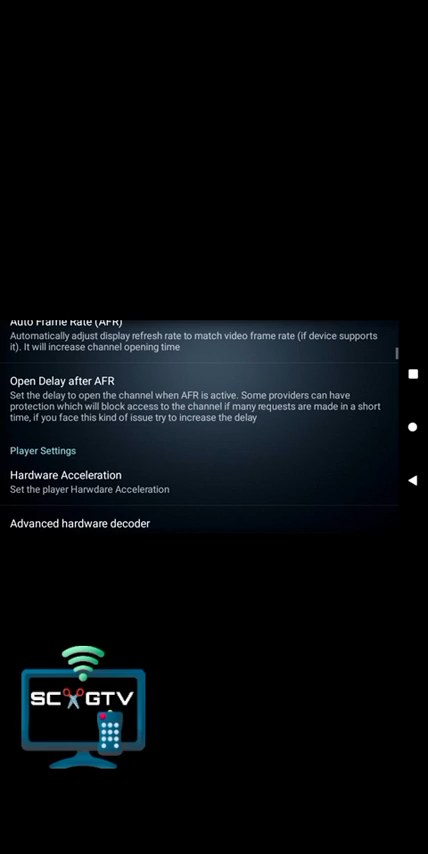 Auto Frame Rate (AFR)
Automatically adjust display refresh rate to match video frame rate (if device supports
it). It will increase channel opening time
Open Delay after AFR
Set the delay to open the channel when AFR is active. Some providers can have
protection which will block access to the channel if many requests are made in a short
time, if you face this kind of issue try to increase the delay
Player Settings
Hardware Acceleration
Set the player Harwdare Acceleration
Advanced hardware decoder
SC GTV